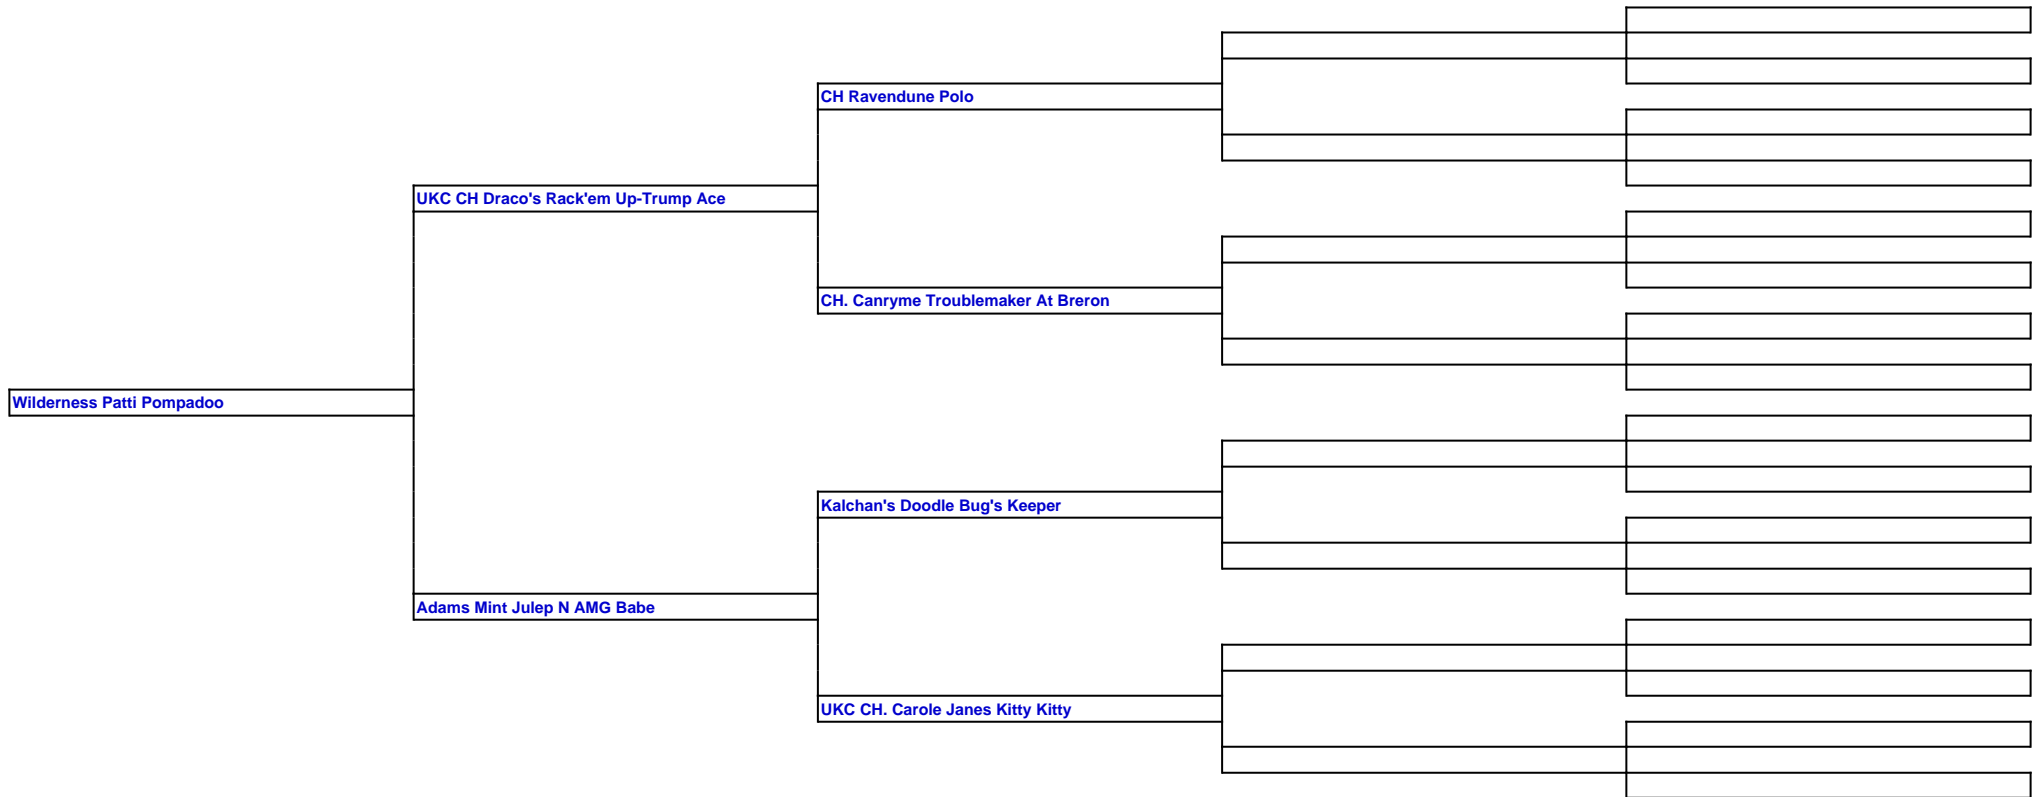 CH Ravendune Polo
UKC CH Draco's Rack'em Up-Trump Ace
CH. Canryme Troublemaker At Breron
Wilderness Patti Pompadoo
Kalchan's Doodle Bug's Keeper
Adams Mint Julep N AMG Babe
UKC CH. Carole Janes Kitty Kitty